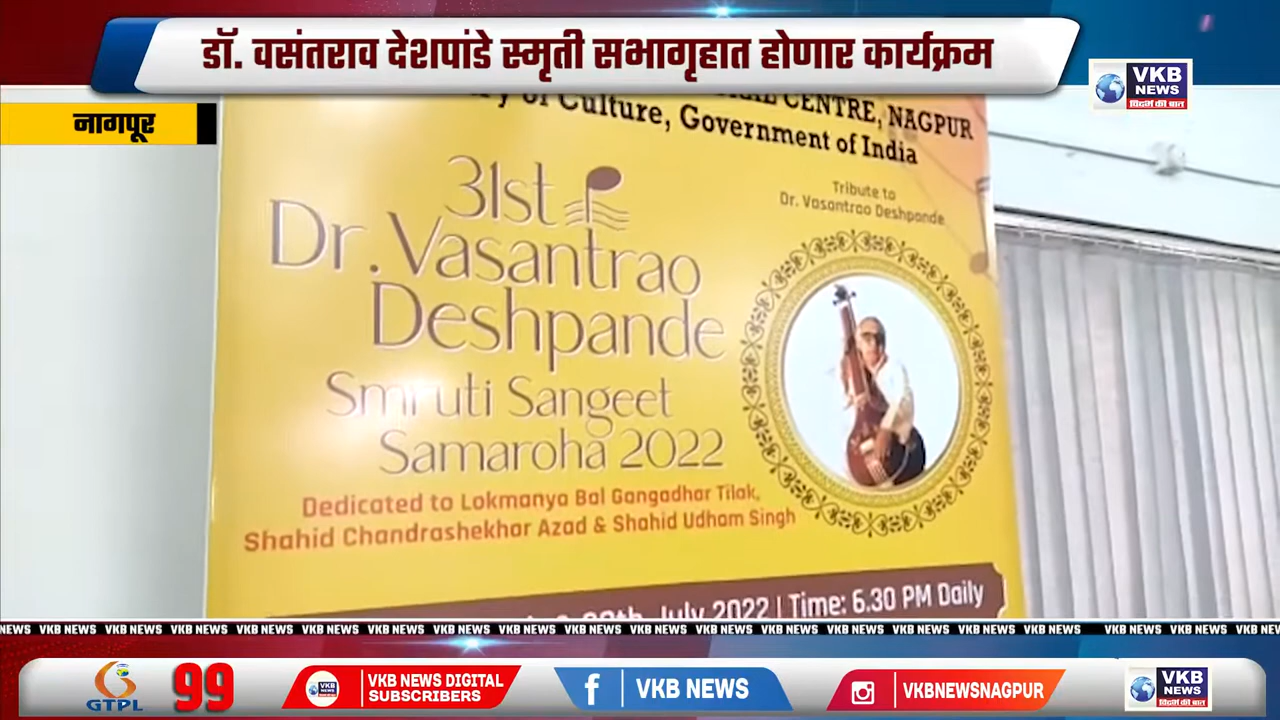 डॉ. वसंतराव देशपांडे स्मृती सभागृहात होणार कार्यक्रम
VKB
NEWS
विदर्भ की बात
नागपूर
CENTRE, NAGPUR
of Culture, Government of India
31st
Dr. Vasantrao
Deshpande
Smruti Sangeet
Samaroha 2022
Tribute to
Dr. Vasantrao Deshpande
Dedicated to Lokmanya Bal Gangadhar Tilak,
Shahid Chandrashekhar Azad & Shahid Udham Singh
July 2022 | Time: 6.30 PM Daily
NEWS VKB NEWS VKB NEWS VKB NEWS VKB NEWS VKB NEWS VKB NEWS VKB NEWS VKB NEWS VKB NEWS VKB NEWS VKB NEWS VKB NEWS VKB NEWS VKB NEWS VKB NEWS VKB NEWS VKB NEWS VKB NEWS
GTPL
99
VKB NEWS DIGITAL
SUBSCRIBERS
VKB NEWS
VKBNEWSNAGPUR
VKB
NEWS
विदर्भ की बात